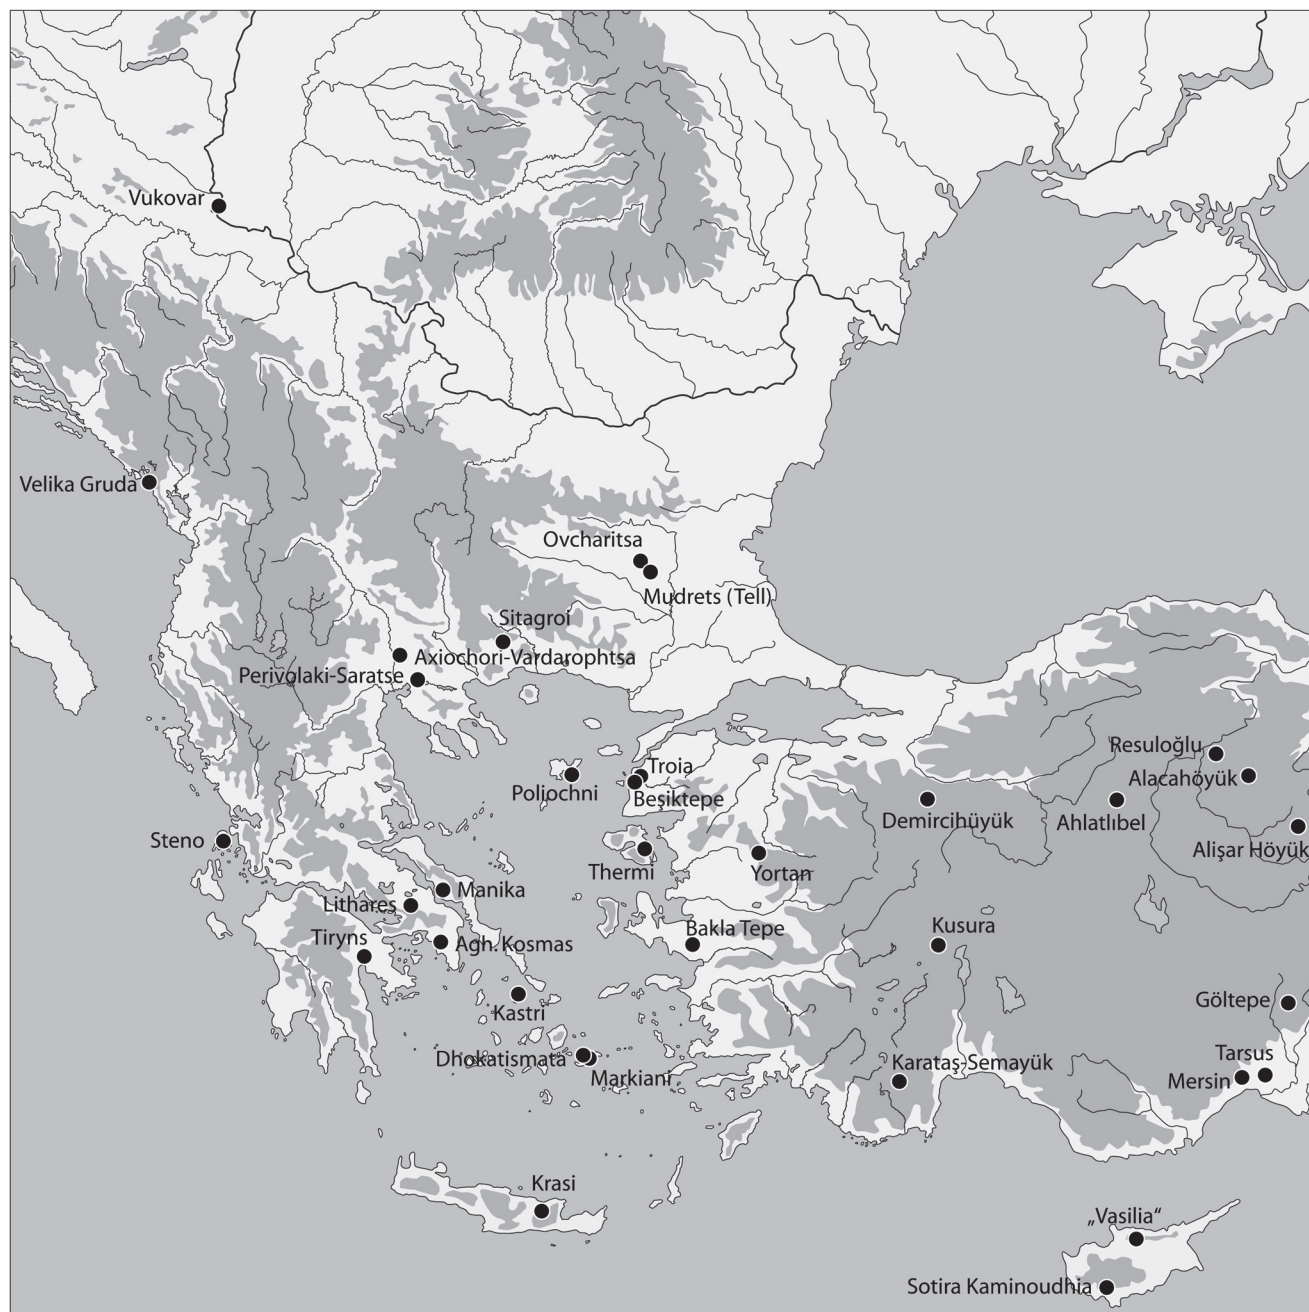 Vukovar
Velika Gruda
Ovcharitsa
Mudrets (Tell)
Sitagroi
Axiochori-Vardarophtsa
Perivolaki-Saratse
Resuloğlu
Troia
Alacahöyük
Poliochni
Beşiktepe
Demircihüyük
Ahlatlıbel
Steno
Alişar Höyük
Thermi
Yortan
Manika
Lithares
Bakla Tepe
Kusura
Tiryns
Agh. Kosmas
Göltepe
Kastri
Tarsus
Dhokatismata
Karataş-Semayük
Markiani
Mersin
Krasi
„Vasilia“
Sotira Kaminoudhia